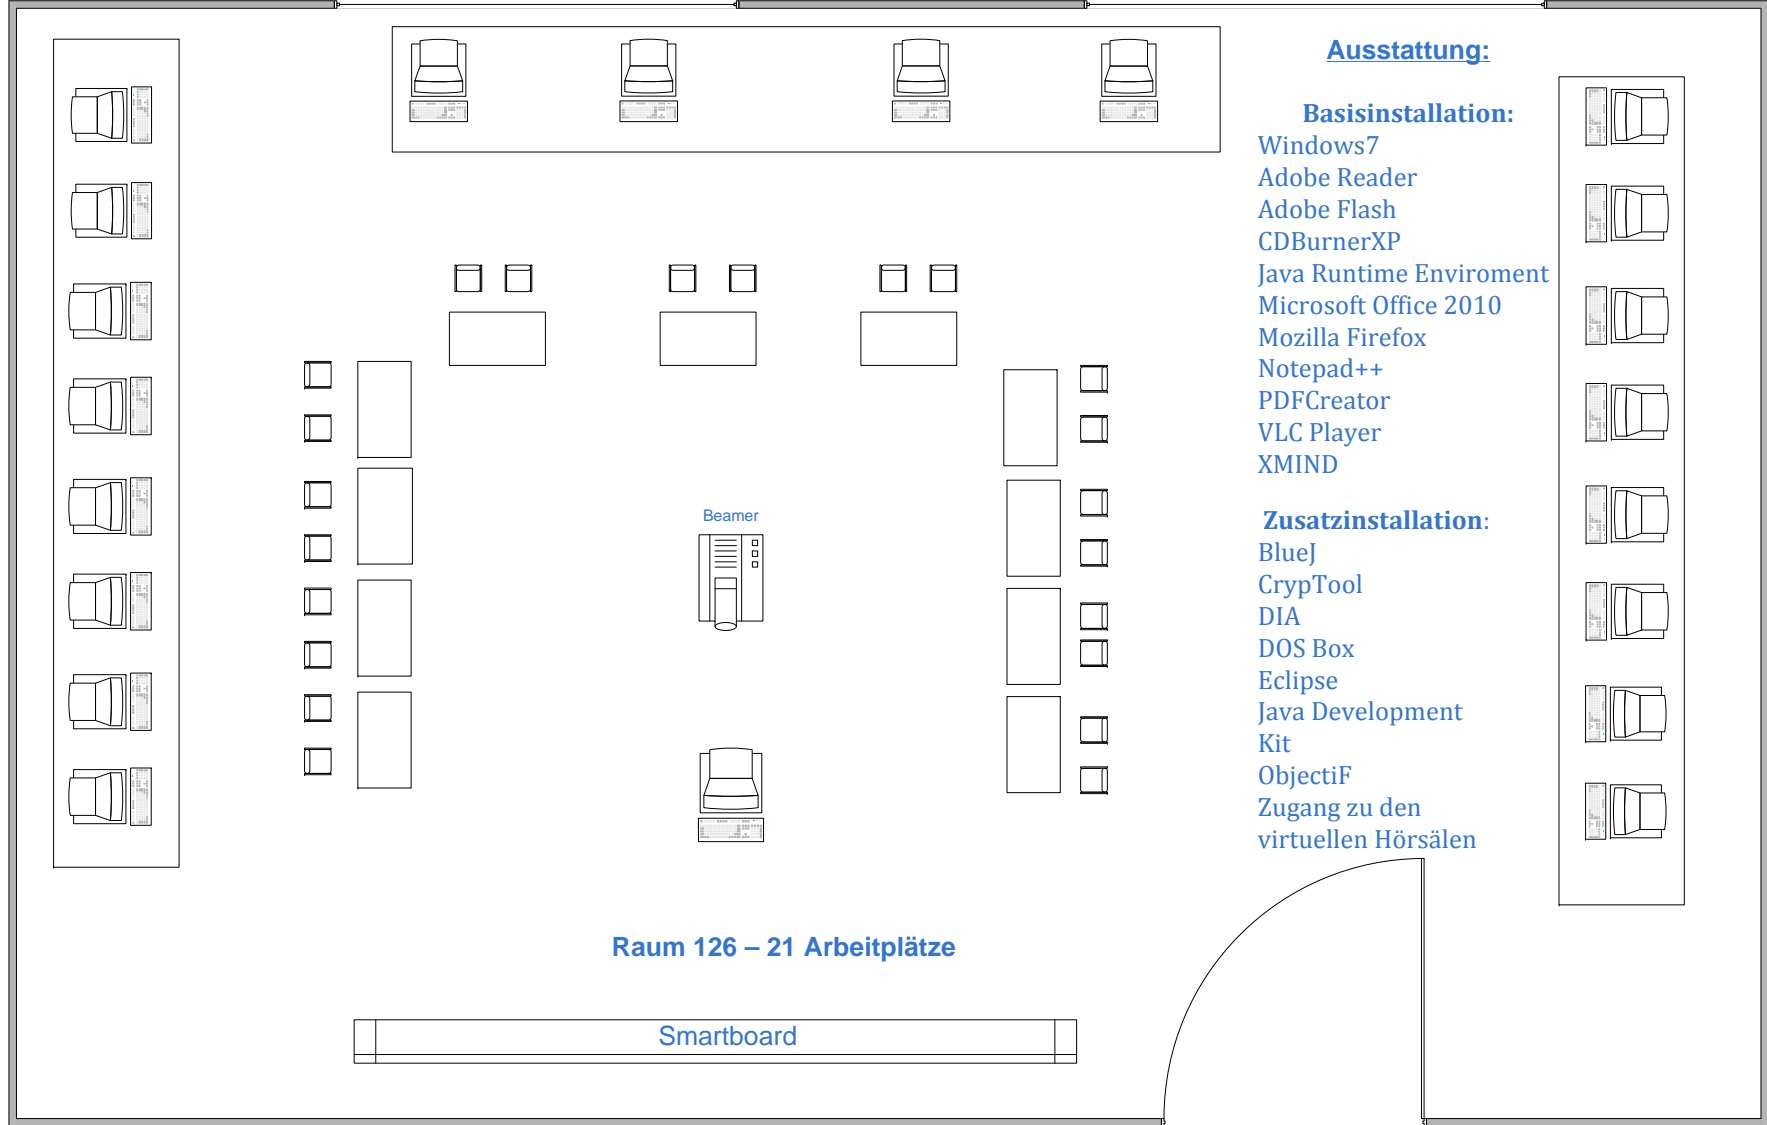 Ausstattung:
Basisinstallation:
Windows7
Adobe Reader
Adobe Flash
CDBurnerXP
Java Runtime Enviroment
Microsoft Office 2010
Mozilla Firefox
Notepad++
PDFCreator
VLC Player
XMIND
Zusatzinstallation:
BlueJ
CrypTool
DIA
DOS Box
Eclipse
Java Development
Kit
ObjectiF
Zugang zu den
virtuellen Hörsälen
Beamer
Raum 126 – 21 Arbeitplätze
Smartboard